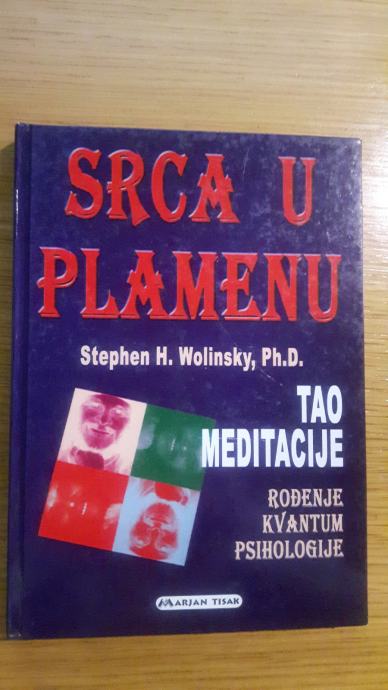 SRCA U
PLAMENU
Stephen H. Wolinsky, Ph.D.
TAO
MEDITACIJE
ROĐENJE
KVANTUM
PSIHOLOGIJE
MARJAN TISAK